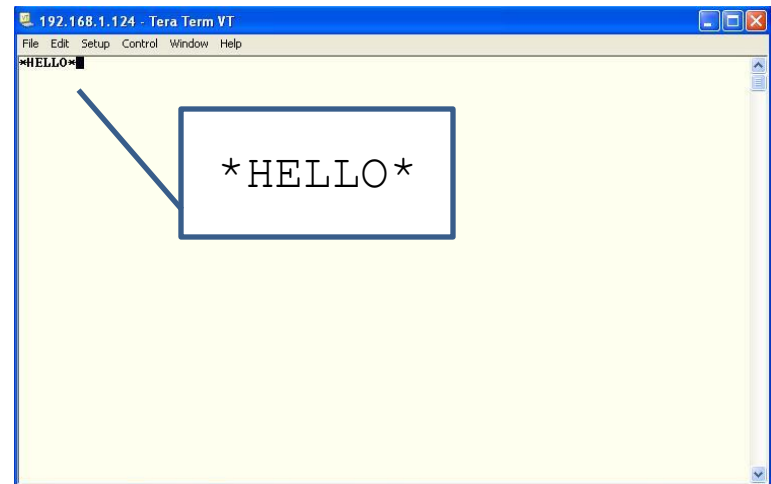 192.168.1.124 - Tera Term VT
File Edit Setup Control Window Help
*HELLO*
*HELLO*